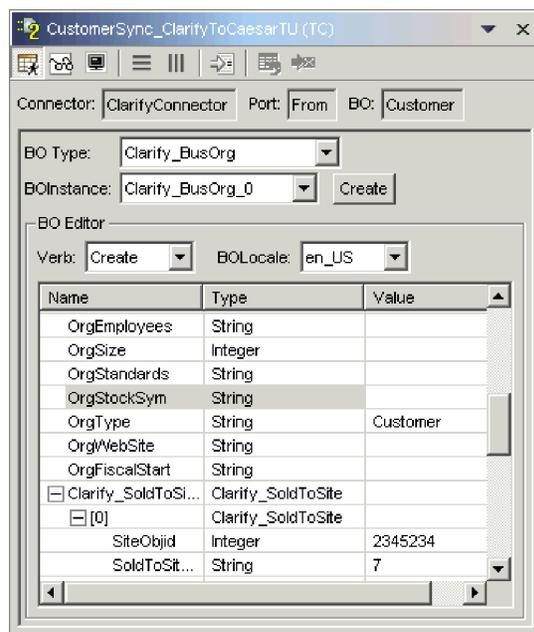 CustomerSync_ClarifyToCaesarTU (TC)
Connector: ClarifyConnector Port: From BO: Customer
BO Type: Clarify_BusOrg
BOInstance: Clarify_BusOrg_0 Create
BO Editor
Verb: Create BOLocale: en_US
Name Type Value
OrgEmployees String
OrgSize Integer
OrgStandards String
OrgStockSym String
OrgType String Customer
OrgWebSite String
OrgFiscalStart String
Clarify_SoldToSi... Clarify_SoldToSite
[0] Clarify_SoldToSite
SiteObjid Integer 2345234
SoldToSit... String 7